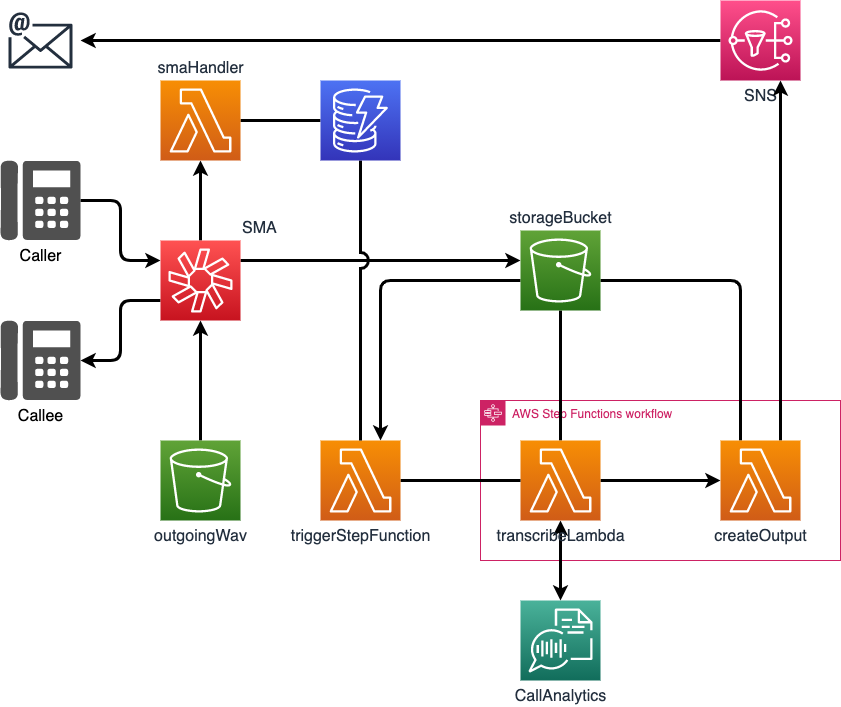 @
smaHandler
SNS
SMA
storageBucket
Caller
Callee
AWS Step Functions workflow
outgoingWav
triggerStepFunction
transcribeLambda
createOutput
CallAnalytics